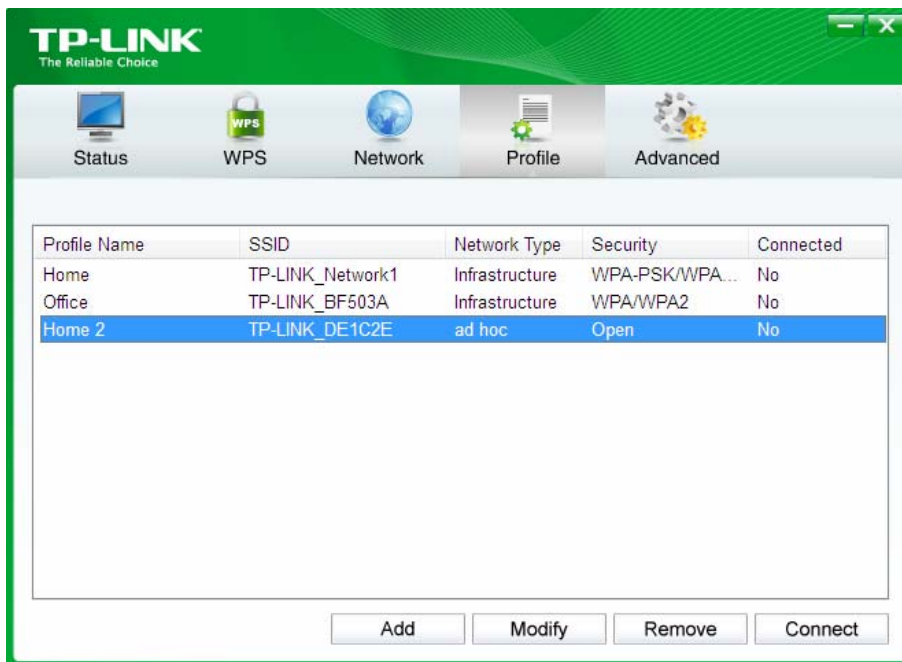 TP-LINK
The Reliable Choice
WPS
Status WPS Network Profile Advanced
Profile Name SSID Network Type Security Connected
Home TP-LINK_Network1 Infrastructure WPA-PSK/WPA... No
Office TP-LINK_BF503A Infrastructure WPA/WPA2 No
Home 2 TP-LINK_DE1C2E ad hoc Open No
Add Modify Remove Connect